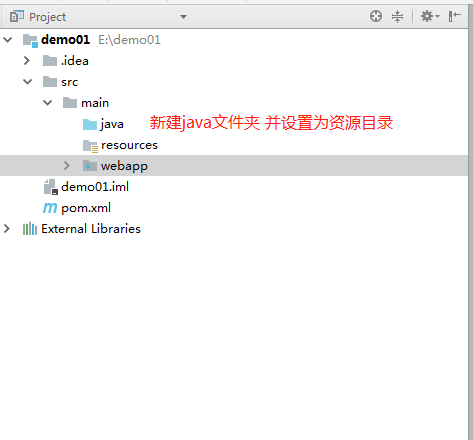 Project
demo01 E:\demo01
.idea
src
main
java 新建java文件夹 并设置为资源目录
resources
webapp
demo01.iml
pom.xml
External Libraries